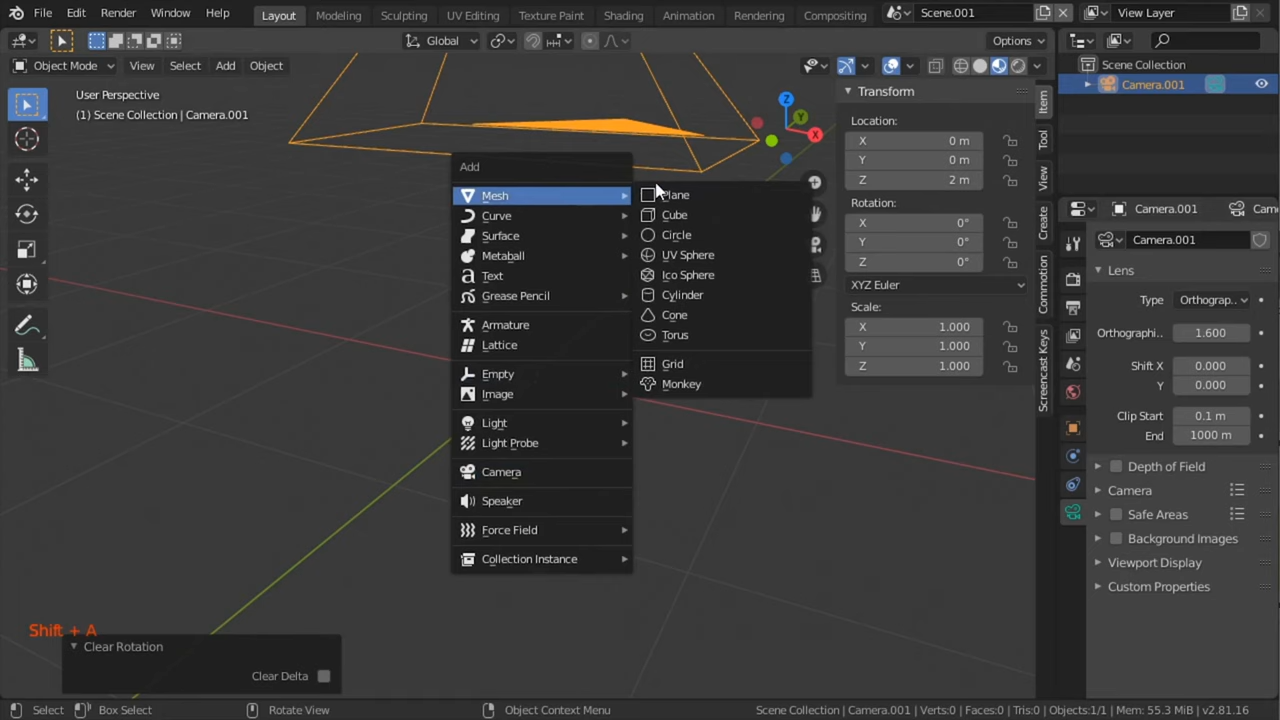 File Edit Render Window Help Layout Modeling Sculpting UV Editing Texture Paint Shading Animation Rendering Compositing Scene.001 View Layer
Global Options
Object Mode View Select Add Object
User Perspective
(1) Scene Collection | Camera.001
Z
Y
X
Add
Mesh
Curve
Surface
Metaball
Text
Grease Pencil
Armature
Lattice
Empty
Image
Light
Light Probe
Camera
Speaker
Force Field
Collection Instance
Plane
Cube
Circle
UV Sphere
Ico Sphere
Cylinder
Cone
Torus
Grid
Monkey
Transform
Location:
X 0 m
Y 0 m
Z 2 m
Rotation:
X 0°
Y 0°
Z 0°
XYZ Euler
Scale:
X 1.000
Y 1.000
Z 1.000
Item
Tool
View
Create
Commotion
Screencast Keys
Scene Collection
Camera.001
Camera.001 Cam
Camera.001
Lens
Type Orthograp..
Orthographi.. 1.600
Shift X 0.000
Y 0.000
Clip Start 0.1 m
End 1000 m
Depth of Field
Camera
Safe Areas
Background Images
Viewport Display
Custom Properties
Shift + A
Clear Rotation
Clear Delta
Select Box Select Rotate View Object Context Menu Scene Collection | Camera.001 | Verts:0 | Faces:0 | Tris:0 | Objects:1/1 | Mem: 55.3 MiB | v2.81.16